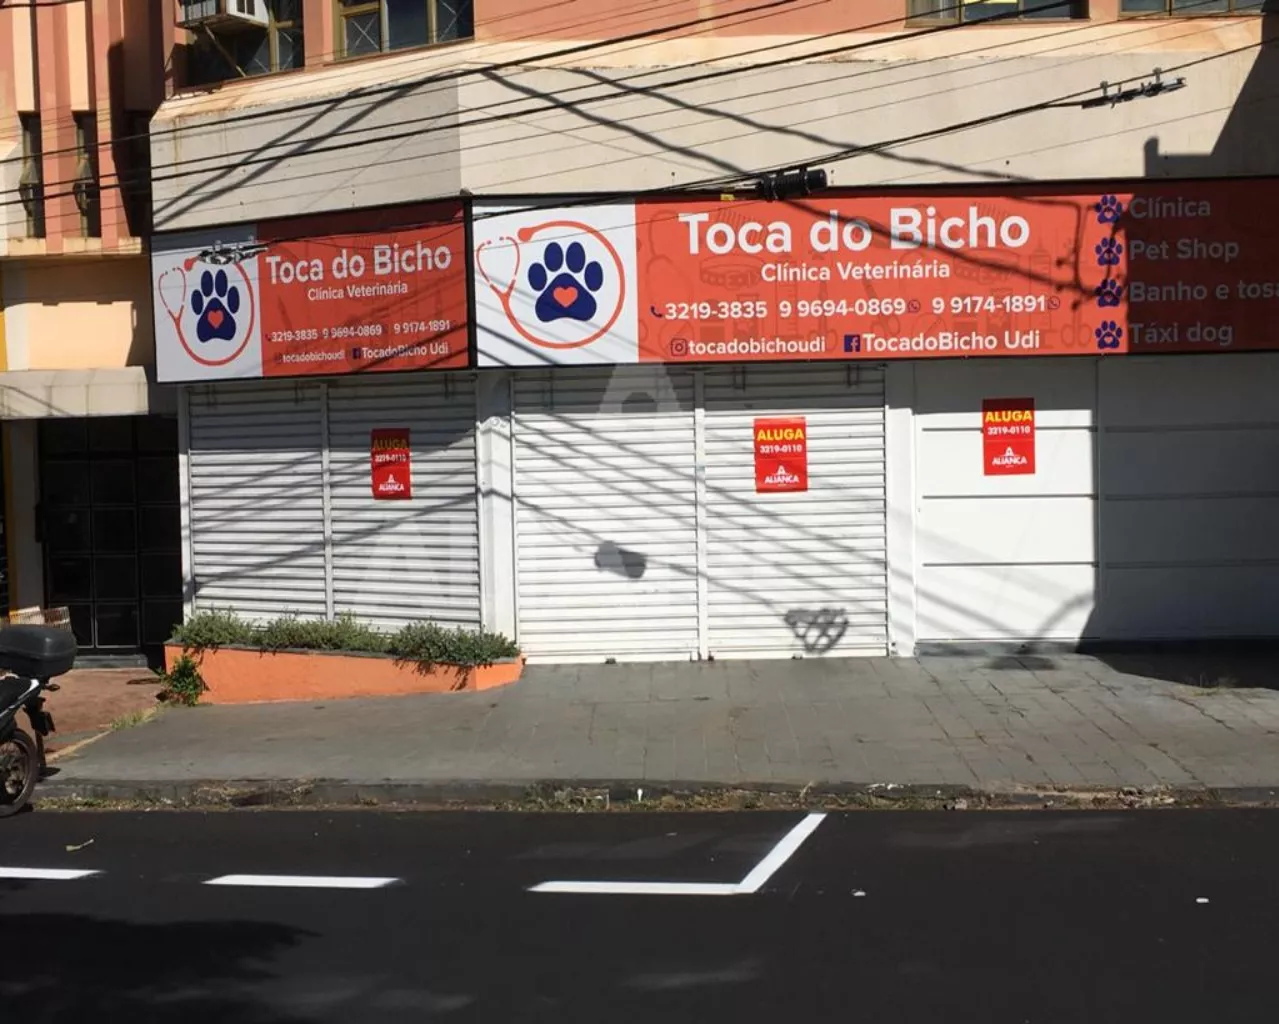 Toca do Bicho
Clínica Veterinária
3219-3835 9 9694-0869 9 9174-1891
tocadobichoudi TocadoBicho Udi
Toca do Bicho
Clínica Veterinária
3219-3835 9 9694-0869 9 9174-1891
tocadobichoudi TocadoBicho Udi
Clínica
Pet Shop
Banho e tosa
Táxi dog
ALUGA
3219-0110
ALIANÇA
ALUGA
3219-0110
ALIANÇA
ALUGA
3219-0110
ALIANÇA